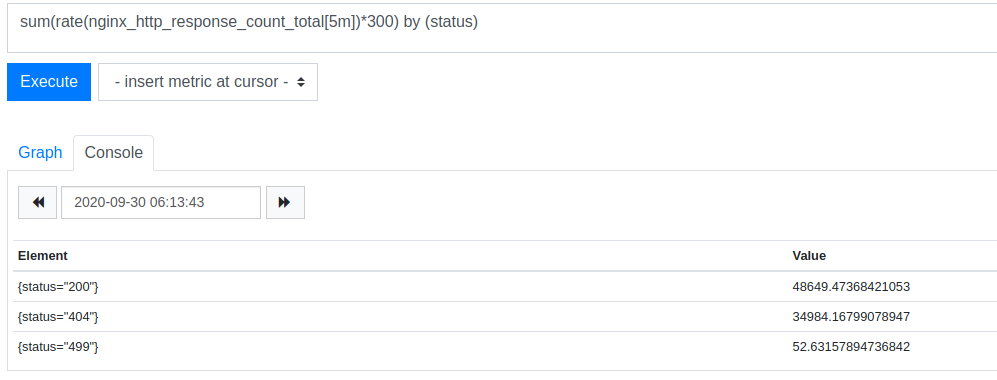 sum(rate(nginx_http_response_count_total[5m])*300) by (status)
Execute - insert metric at cursor -
Graph Console
2020-09-30 06:13:43
Element Value
{status="200"} 48649.47368421053
{status="404"} 34984.16799078947
{status="499"} 52.63157894736842